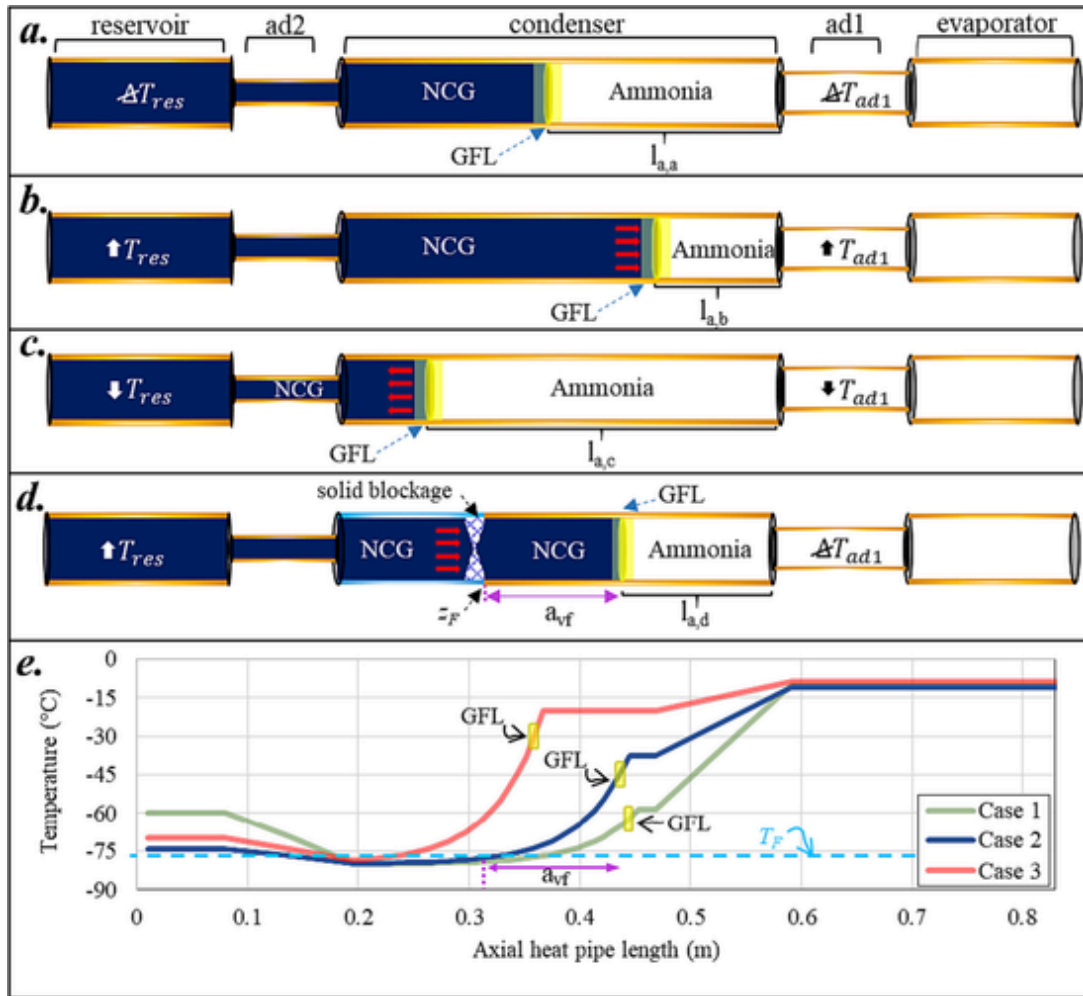 a.
reservoir ad2 condenser ad1 evaporator
ΔT_res NCG Ammonia ΔT_ad1
GFL l_a,a
b.
⬆T_res NCG Ammonia ⬆T_ad1
GFL l_a,b
c.
⬇T_res NCG Ammonia ⬇T_ad1
GFL l_a,c
d.
solid blockage GFL
⬆T_res NCG NCG Ammonia ΔT_ad1
z_F a_vf l_a,d
e.
Temperature (°C)
0
-15
-30
-45
-60
-75
-90
GFL
GFL
GFL
T_F
a_vf
Case 1
Case 2
Case 3
0 0.1 0.2 0.3 0.4 0.5 0.6 0.7 0.8
Axial heat pipe length (m)